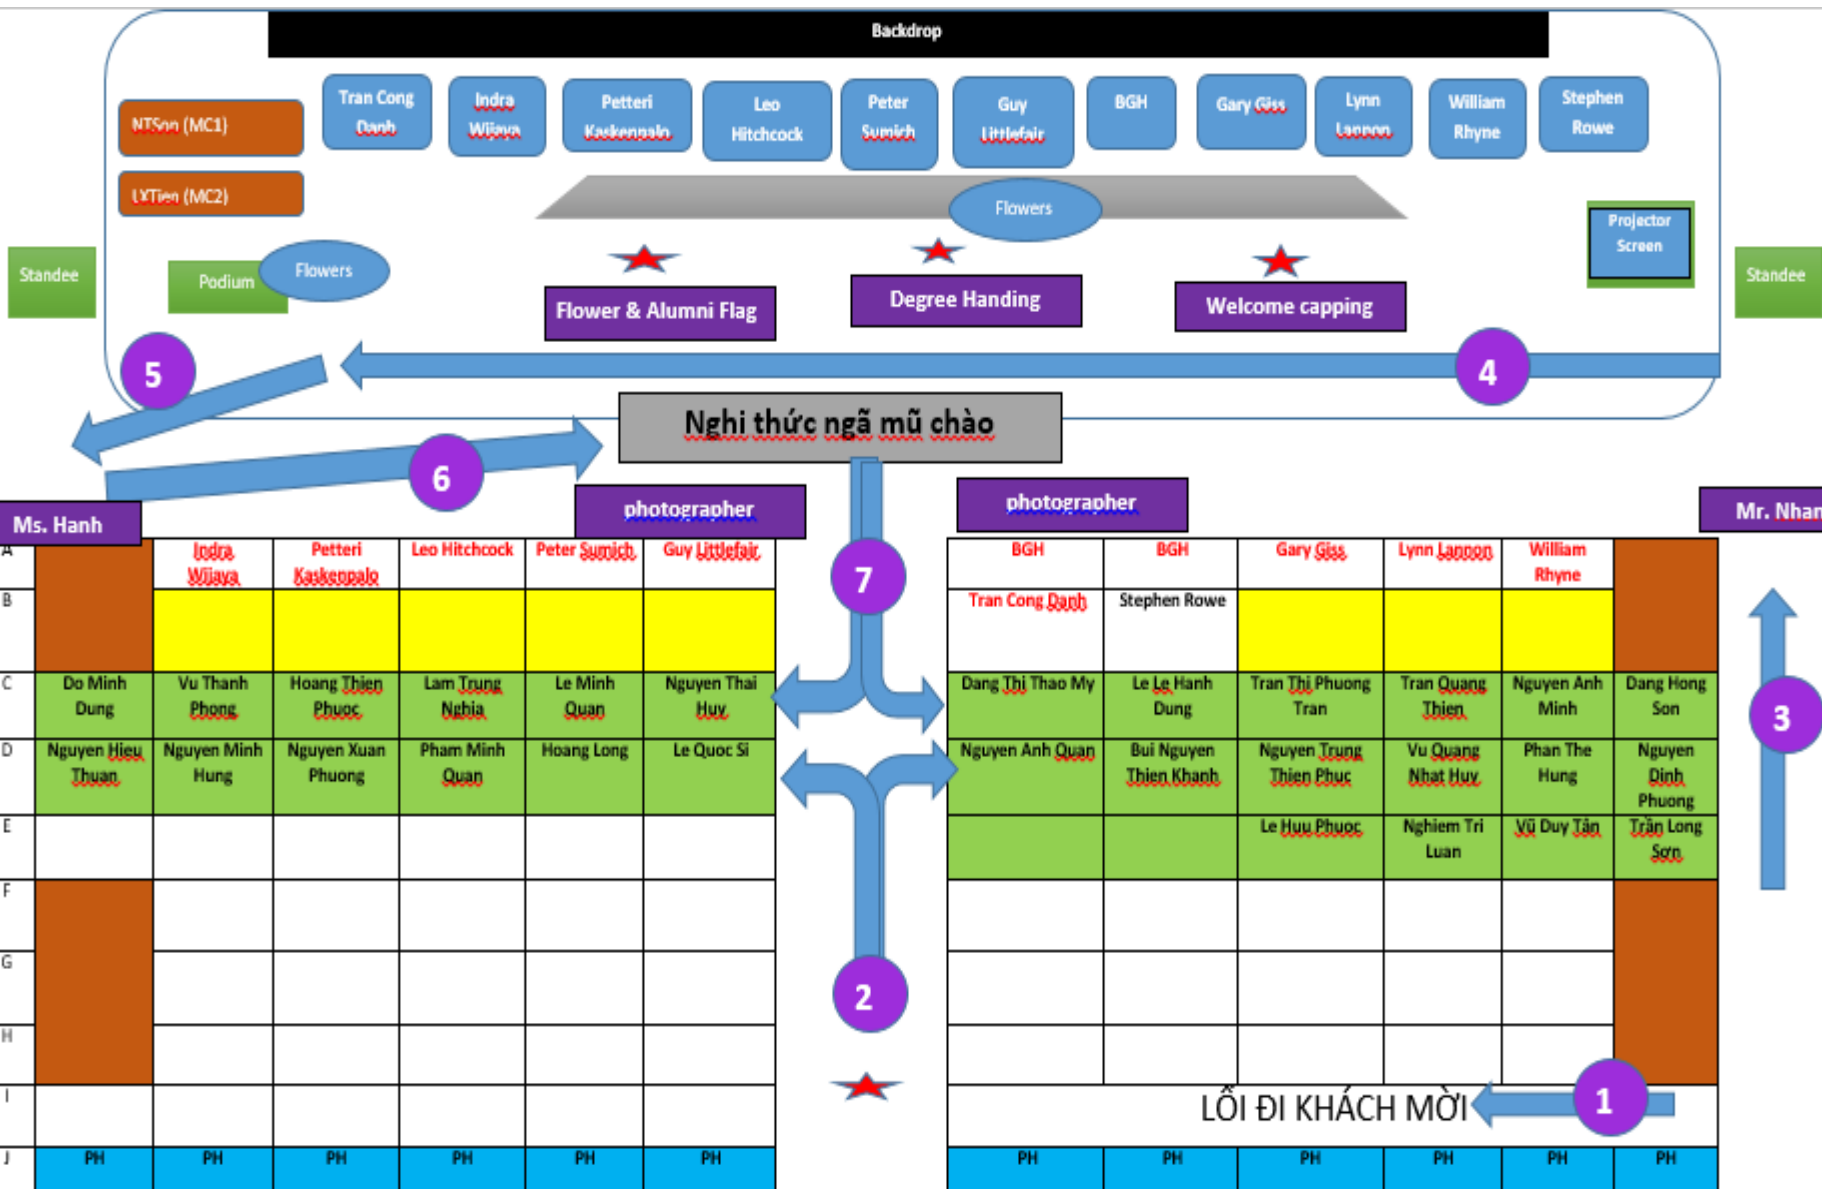 Backdrop
Tran Cong
Danh
Indra
Wijaya
Petteri
Kaskenpalo
Leo
Hitchcock
Peter
Sumich
Guy
Littlefair
BGH
Gary Giss
Lynn
Lannon
William
Rhyne
Stephen
Rowe
NTSon (MC1)
LXTien (MC2)
Flowers
Projector
Screen
Standee
Podium
Flowers
Standee
Flower & Alumni Flag
Degree Handing
Welcome capping
5
4
Nghi thức ngã mũ chào
6
Ms. Hanh
photographer
photographer
Mr. Nhan
A
Indra
Wijaya
Petteri
Kaskenpalo
Leo Hitchcock
Peter Sumich
Guy Littlefair
7
BGH
BGH
Gary Giss
Lynn Lannon
William
Rhyne
B
Tran Cong Danh
Stephen Rowe
C
Do Minh
Dung
Vu Thanh
Phong
Hoang Thien
Phuoc
Lam Trung
Nghia
Le Minh
Quan
Nguyen Thai
Huy
Dang Thi Thao My
Le Le Hanh
Dung
Tran Thi Phuong
Tran
Tran Quang
Thien
Nguyen Anh
Minh
Dang Hong
Son
3
D
Nguyen Hieu
Thuan
Nguyen Minh
Hung
Nguyen Xuan
Phuong
Pham Minh
Quan
Hoang Long
Le Quoc Si
Nguyen Anh Quan
Bui Nguyen
Thien Khanh
Nguyen Trung
Thien Phuc
Vu Quang
Nhat Huy
Phan The
Hung
Nguyen
Dinh
Phuong
E
Le Huu Phuoc
Nghiem Tri
Luan
Vũ Duy Tân
Trần Long
Sơn
F
G
2
H
I
LỐI ĐI KHÁCH MỜI
1
J
PH
PH
PH
PH
PH
PH
PH
PH
PH
PH
PH
PH